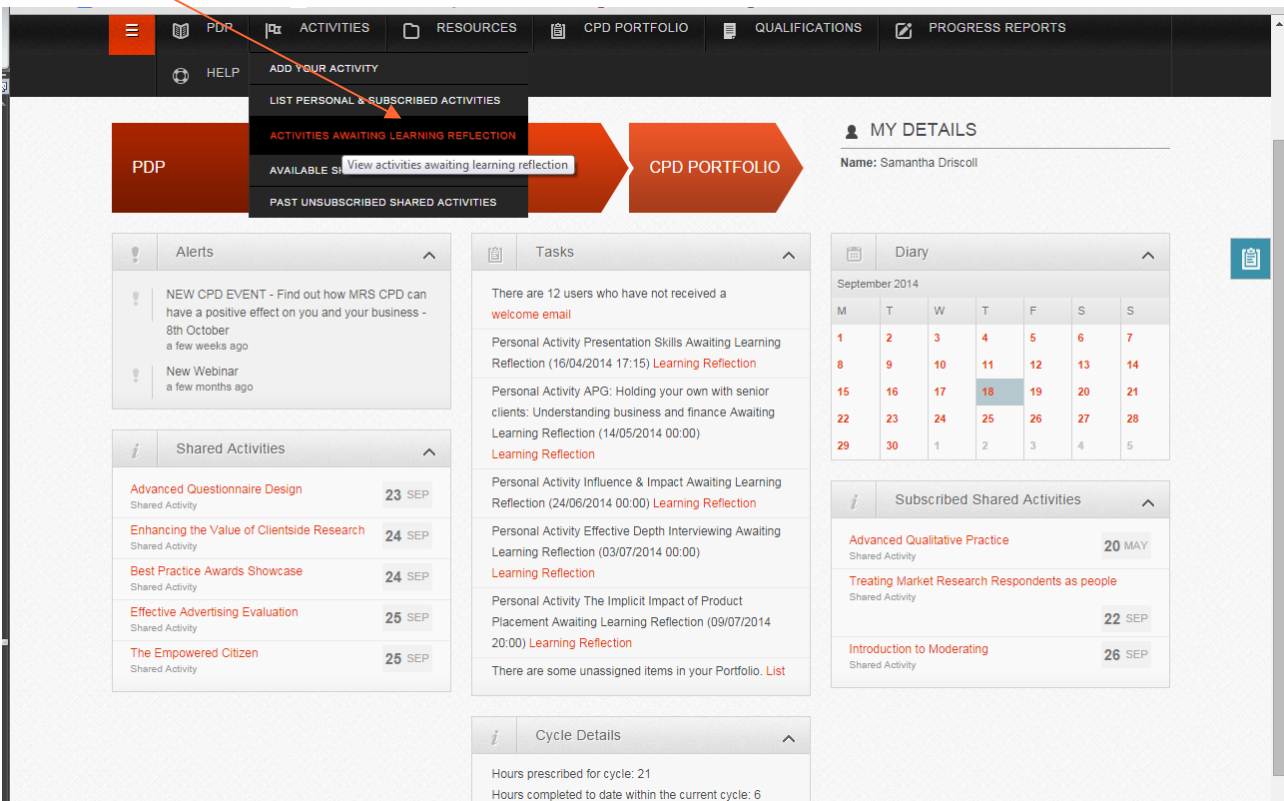 PDP ACTIVITIES RESOURCES CPD PORTFOLIO QUALIFICATIONS PROGRESS REPORTS
HELP
ADD YOUR ACTIVITY
LIST PERSONAL & SUBSCRIBED ACTIVITIES
ACTIVITIES AWAITING LEARNING REFLECTION
View activities awaiting learning reflection
AVAILABLE
PAST UNSUBSCRIBED SHARED ACTIVITIES
PDP
CPD PORTFOLIO
MY DETAILS
Name: Samantha Driscoll
Alerts
NEW CPD EVENT - Find out how MRS CPD can
have a positive effect on you and your business -
8th October
a few weeks ago
New Webinar
a few months ago
Shared Activities
Advanced Questionnaire Design
Shared Activity
23 SEP
Enhancing the Value of Clientside Research
Shared Activity
24 SEP
Best Practice Awards Showcase
Shared Activity
24 SEP
Effective Advertising Evaluation
Shared Activity
25 SEP
The Empowered Citizen
Shared Activity
25 SEP
Tasks
There are 12 users who have not received a
welcome email
Personal Activity Presentation Skills Awaiting Learning
Reflection (16/04/2014 17:15) Learning Reflection
Personal Activity APG: Holding your own with senior
clients: Understanding business and finance Awaiting
Learning Reflection (14/05/2014 00:00)
Learning Reflection
Personal Activity Influence & Impact Awaiting Learning
Reflection (24/06/2014 00:00) Learning Reflection
Personal Activity Effective Depth Interviewing Awaiting
Learning Reflection (03/07/2014 00:00)
Learning Reflection
Personal Activity The Implicit Impact of Product
Placement Awaiting Learning Reflection (09/07/2014
20:00) Learning Reflection
There are some unassigned items in your Portfolio. List
Cycle Details
Hours prescribed for cycle: 21
Hours completed to date within the current cycle: 6
Diary
September 2014
M T W T F S S
1 2 3 4 5 6 7
8 9 10 11 12 13 14
15 16 17 18 19 20 21
22 23 24 25 26 27 28
29 30 1 2 3 4 5
Subscribed Shared Activities
Advanced Qualitative Practice
Shared Activity
20 MAY
Treating Market Research Respondents as people
Shared Activity
22 SEP
Introduction to Moderating
Shared Activity
26 SEP